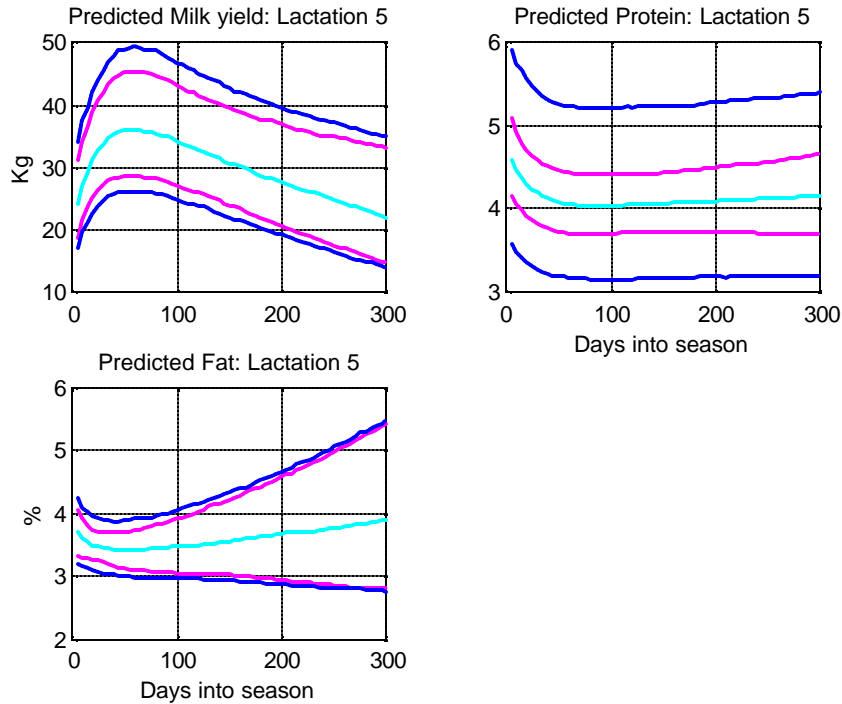 Predicted Milk yield: Lactation 5
Kg
50
40
30
20
10
0 100 200 300
Predicted Protein: Lactation 5
6
5
4
3
0 100 200 300
Days into season
Predicted Fat: Lactation 5
%
6
5
4
3
2
0 100 200 300
Days into season